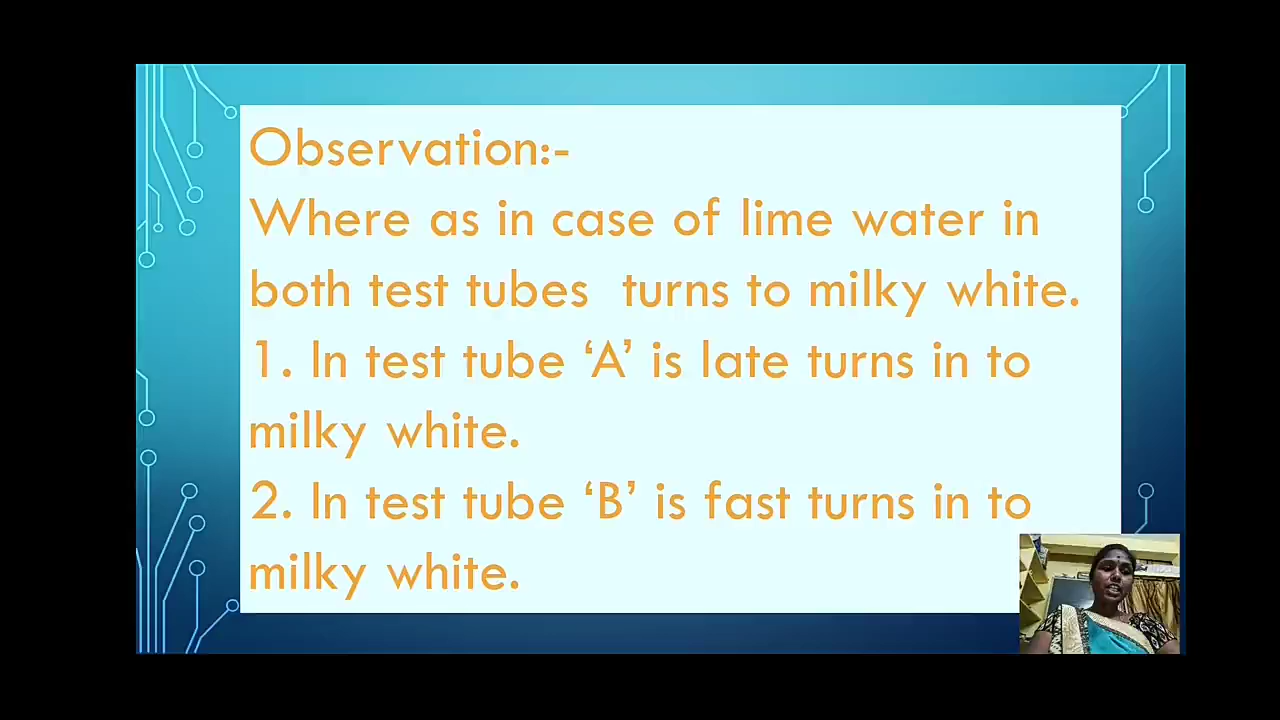 Observation:-
Where as in case of lime water in
both test tubes  turns to milky white.
1. In test tube ‘A’ is late turns in to
milky white.
2. In test tube ‘B’ is fast turns in to
milky white.